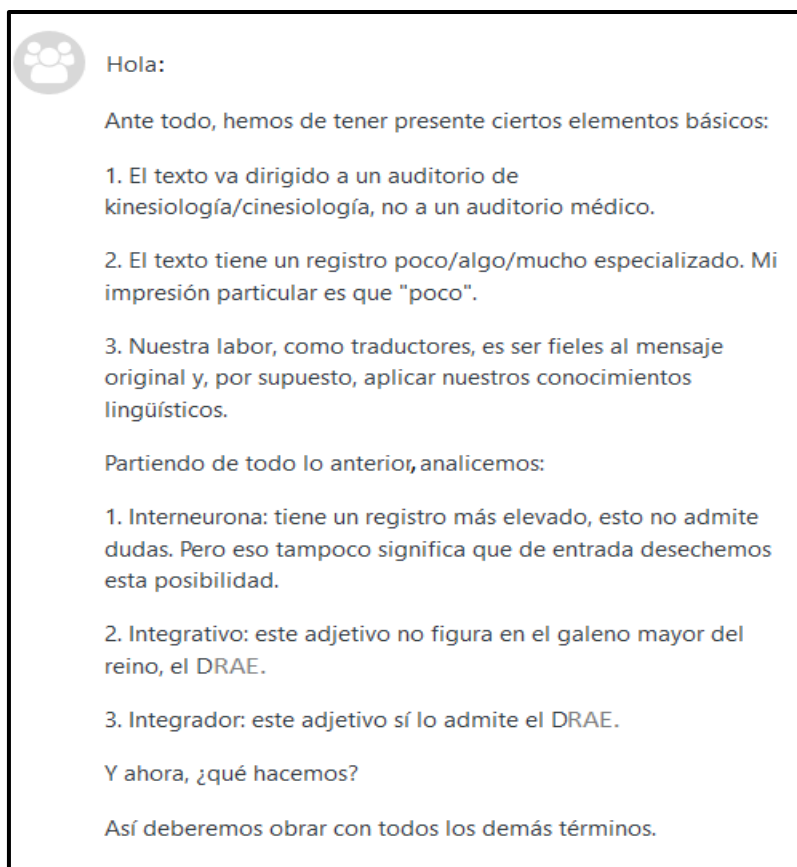 Hola:
Ante todo, hemos de tener presente ciertos elementos básicos:
1. El texto va dirigido a un auditorio de
kinesiología/cinesiología, no a un auditorio médico.
2. El texto tiene un registro poco/algo/mucho especializado. Mi
impresión particular es que "poco".
3. Nuestra labor, como traductores, es ser fieles al mensaje
original y, por supuesto, aplicar nuestros conocimientos
lingüísticos.
Partiendo de todo lo anterior, analicemos:
1. Interneurona: tiene un registro más elevado, esto no admite
dudas. Pero eso tampoco significa que de entrada desechemos
esta posibilidad.
2. Integrativo: este adjetivo no figura en el galeno mayor del
reino, el DRAE.
3. Integrador: este adjetivo sí lo admite el DRAE.
Y ahora, ¿qué hacemos?
Así deberemos obrar con todos los demás términos.